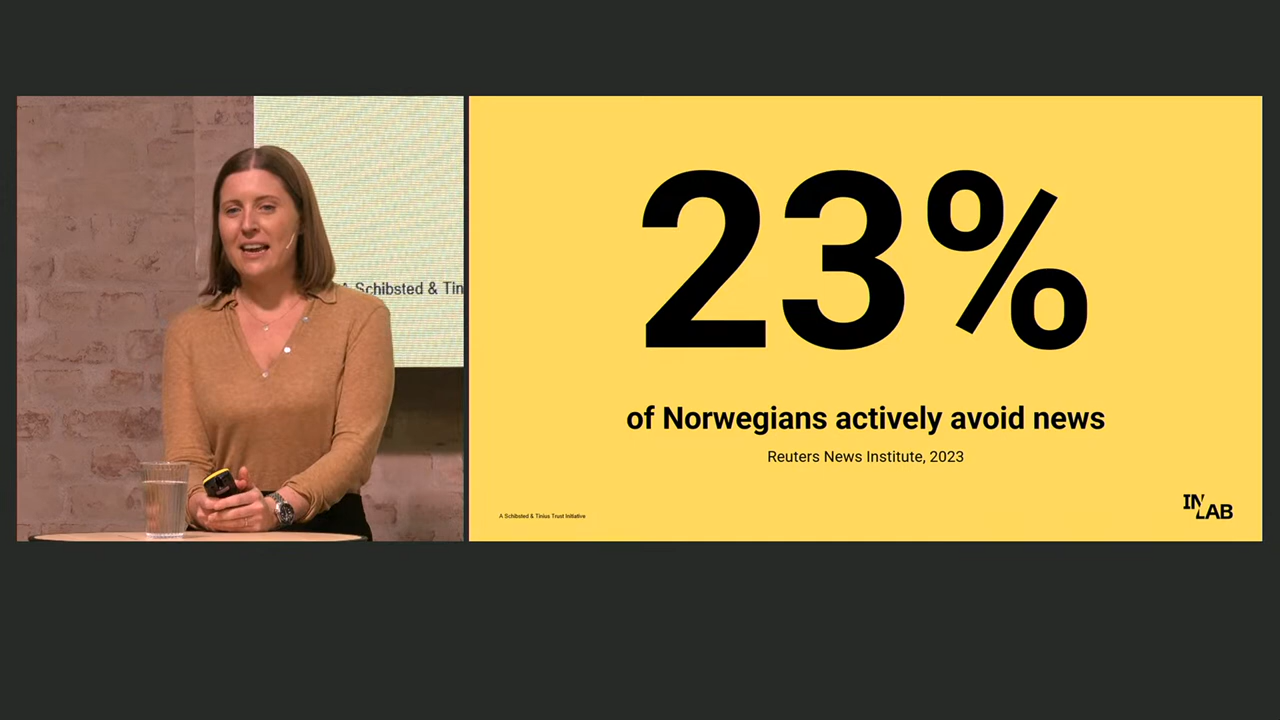 A Schibsted & Tin
23%
of Norwegians actively avoid news
Reuters News Institute, 2023
A Schibsted & Tinius Trust Initiative
IN
LAB